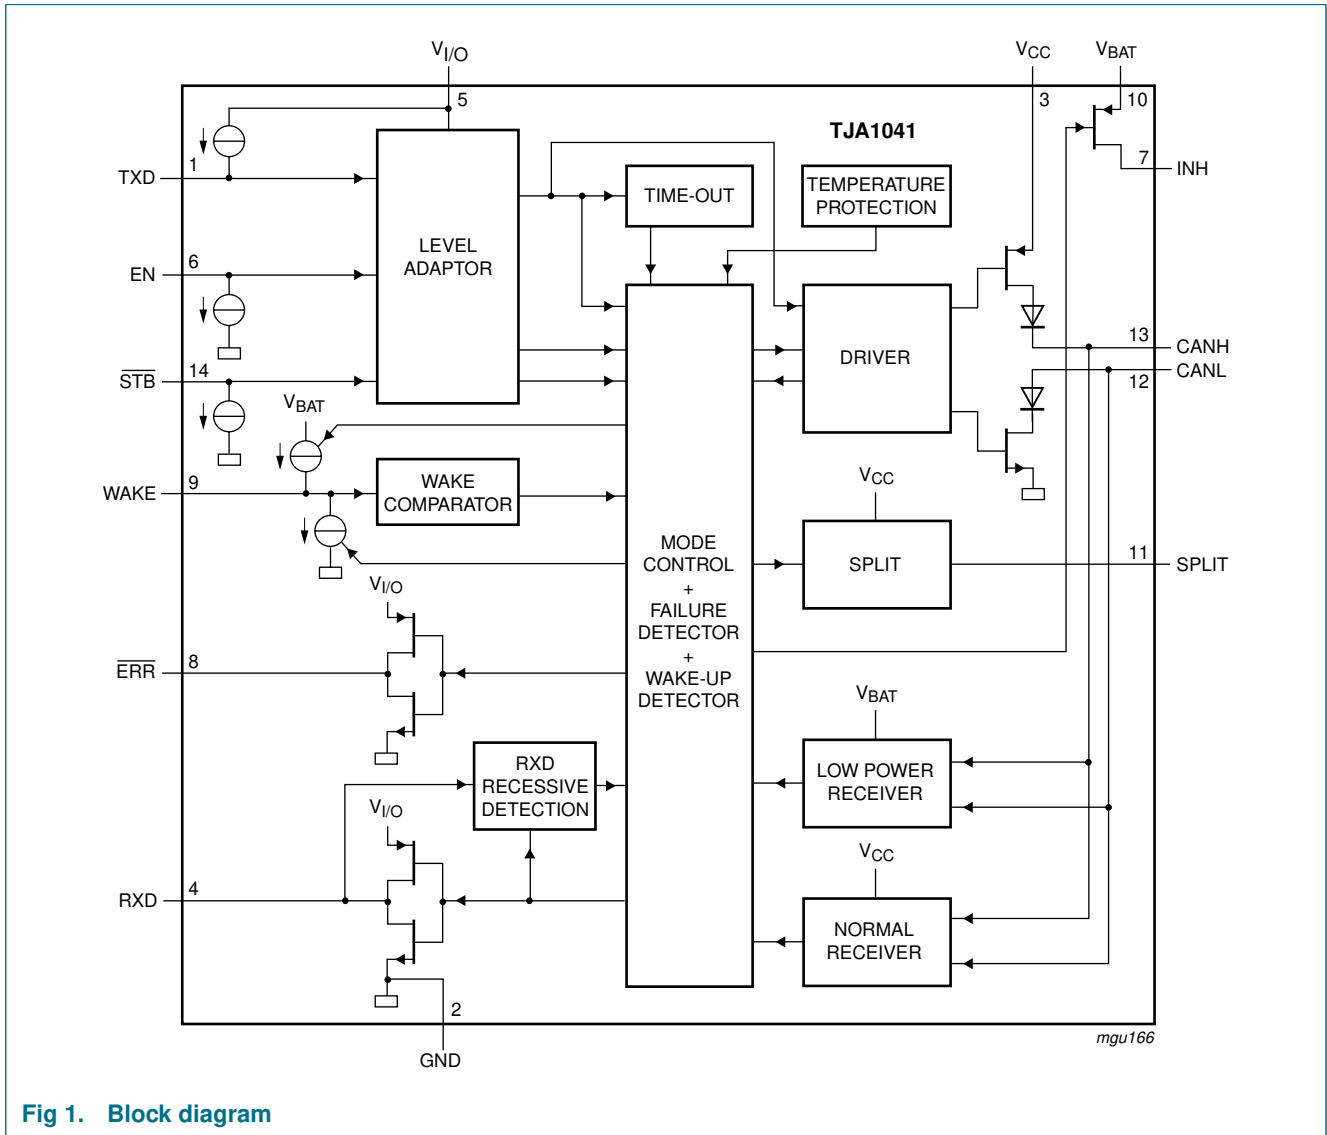 VI/O
VCC
VBAT
5
3
10
TJA1041
1
TXD
7
INH
TIME-OUT
TEMPERATURE
PROTECTION
LEVEL
ADAPTOR
6
EN
13
CANH
DRIVER
14
STB
CANL
12
VBAT
9
WAKE
WAKE
COMPARATOR
VCC
MODE
CONTROL
+
FAILURE
DETECTOR
+
WAKE-UP
DETECTOR
SPLIT
11
SPLIT
VI/O
8
ERR
VBAT
RXD
RECESSIVE
DETECTION
LOW POWER
RECEIVER
VI/O
VCC
4
RXD
NORMAL
RECEIVER
2
GND
mgu166
Fig 1. Block diagram